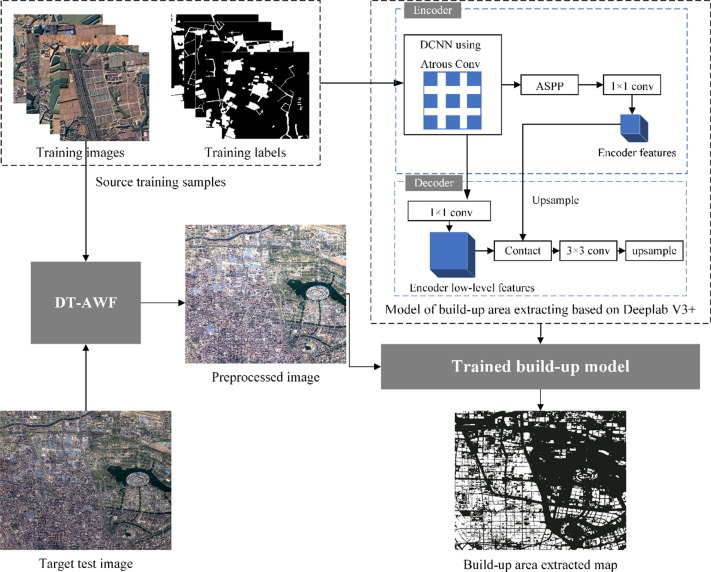 Encoder
DCNN using
Atrous Conv
ASPP
1×1 conv
Encoder features
Training images
Training labels
Source training samples
Decoder
1×1 conv
Upsample
Contact
3×3 conv
upsample
Encoder low-level features
Model of build-up area extracting based on Deeplab V3+
DT-AWF
Preprocessed image
Trained build-up model
Target test image
Build-up area extracted map